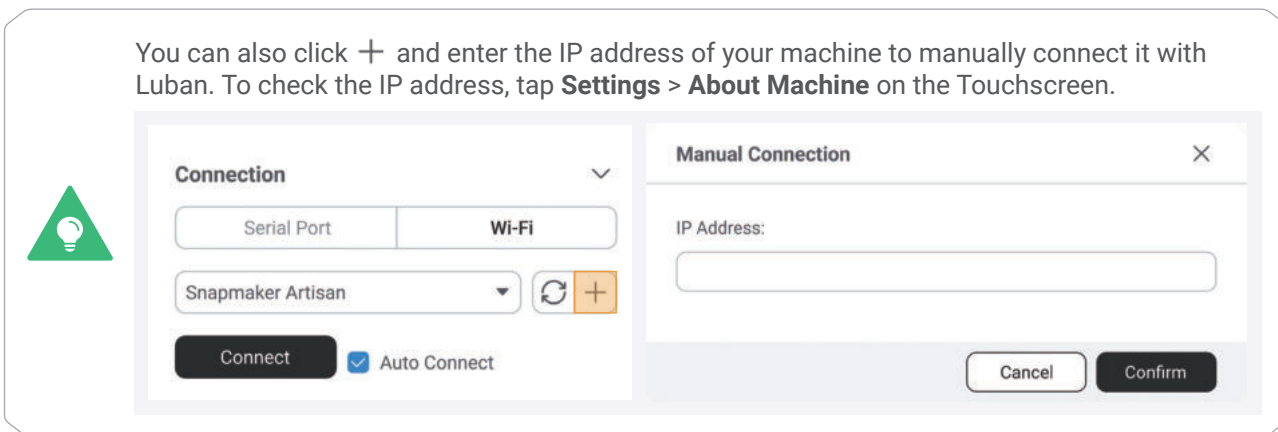 You can also click + and enter the IP address of your machine to manually connect it with
Luban. To check the IP address, tap Settings > About Machine on the Touchscreen.
Connection
Serial Port
Wi-Fi
Snapmaker Artisan
Connect
Auto Connect
Manual Connection
IP Address:
Cancel
Confirm